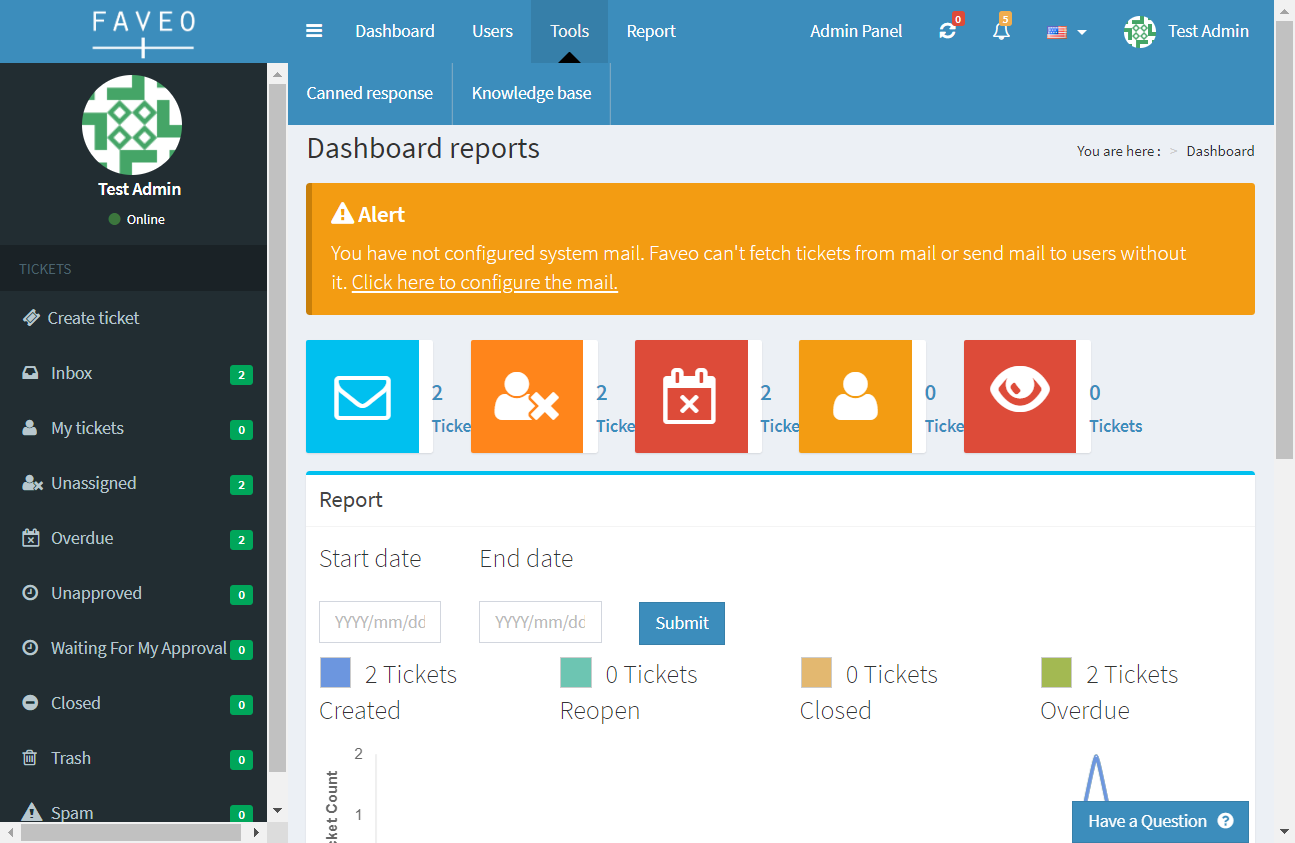 FAVEO
Dashboard
Users
Tools
Report
Admin Panel
0
5
Test Admin
Canned response
Knowledge base
Test Admin
Online
TICKETS
Create ticket
Inbox
2
My tickets
0
Unassigned
2
Overdue
2
Unapproved
0
Waiting For My Approval
0
Closed
0
Trash
0
Spam
0
Dashboard reports
You are here :
>
Dashboard
Alert
You have not configured system mail. Faveo can't fetch tickets from mail or send mail to users without
it. Click here to configure the mail.
2
Ticke
2
Ticke
2
Ticke
0
Ticke
0
Tickets
Report
Start date
End date
YYYY/mm/dd
YYYY/mm/dd
Submit
2 Tickets
Created
0 Tickets
Reopen
0 Tickets
Closed
2 Tickets
Overdue
2
1
cket Count
Have a Question